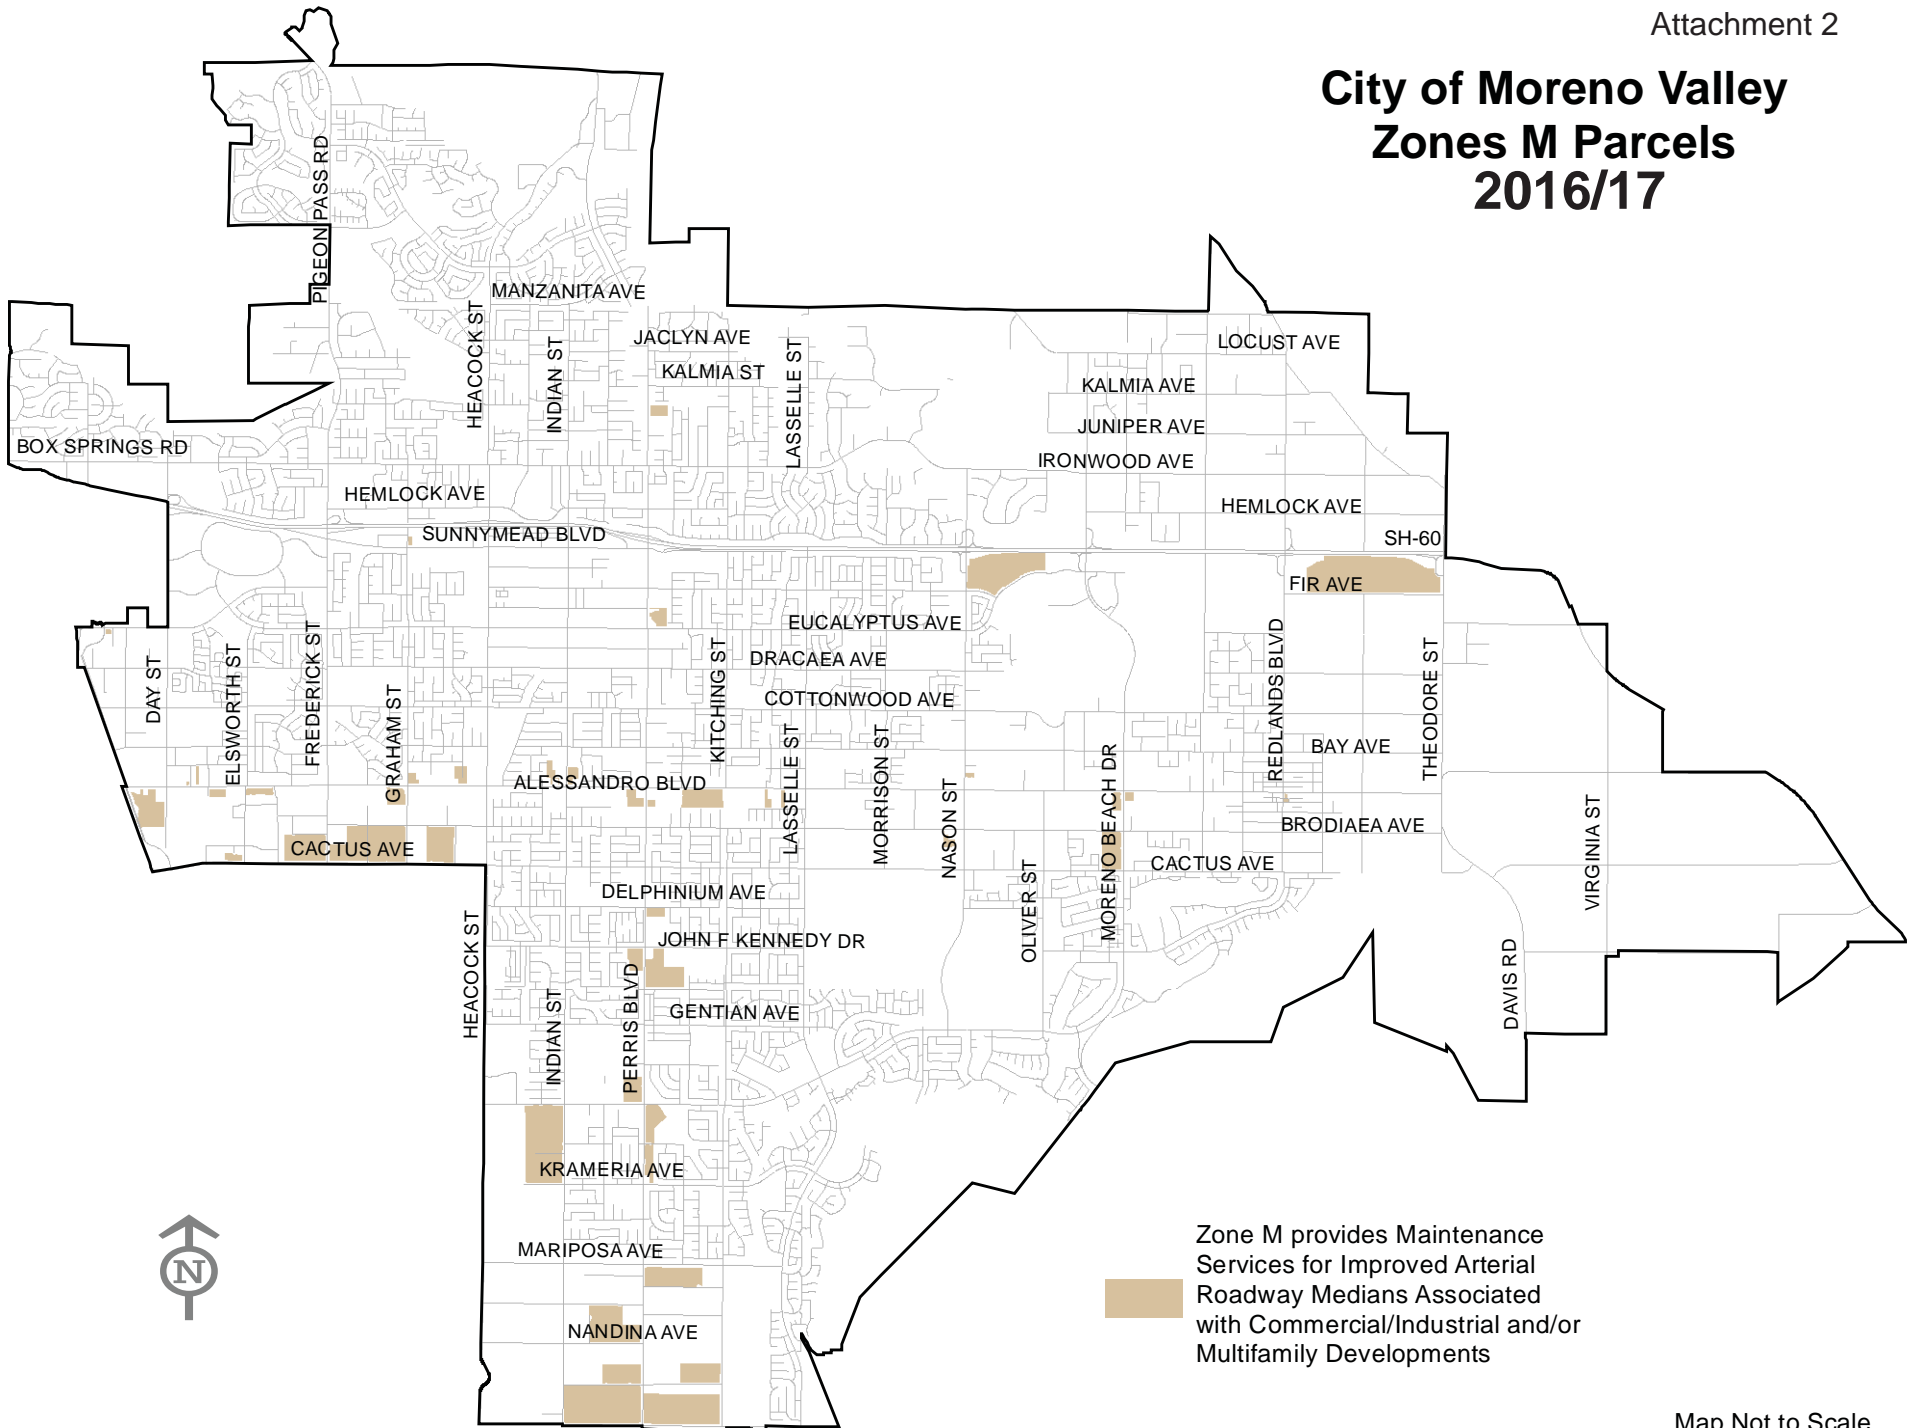 Attachment 2
City of Moreno Valley
Zones M Parcels
2016/17
PIGEON PASS RD
MANZANITA AVE
HEACOCK ST
INDIAN ST
JACLYN AVE
KALMIA ST
LASSELLE ST
LOCUST AVE
KALMIA AVE
JUNIPER AVE
IRONWOOD AVE
BOX SPRINGS RD
HEMLOCK AVE
HEMLOCK AVE
SUNNYMEAD BLVD
SH-60
FIR AVE
EUCALYPTUS AVE
DRACAEA AVE
COTTONWOOD AVE
DAY ST
ELSWORTH ST
FREDERICK ST
GRAHAM ST
KITCHING ST
LASSELLE ST
MORRISON ST
NASON ST
MORENO BEACH DR
REDLANDS BLVD
THEODORE ST
BAY AVE
ALESSANDRO BLVD
BRODIAEA AVE
VIRGINIA ST
CACTUS AVE
CACTUS AVE
DELPHINIUM AVE
OLIVER ST
HEACOCK ST
JOHN F KENNEDY DR
DAVIS RD
INDIAN ST
PERRIS BLVD
GENTIAN AVE
KRAMERIA AVE
MARIPOSA AVE
NANDINA AVE
N
Zone M provides Maintenance
Services for Improved Arterial
Roadway Medians Associated
with Commercial/Industrial and/or
Multifamily Developments
Map Not to Scale